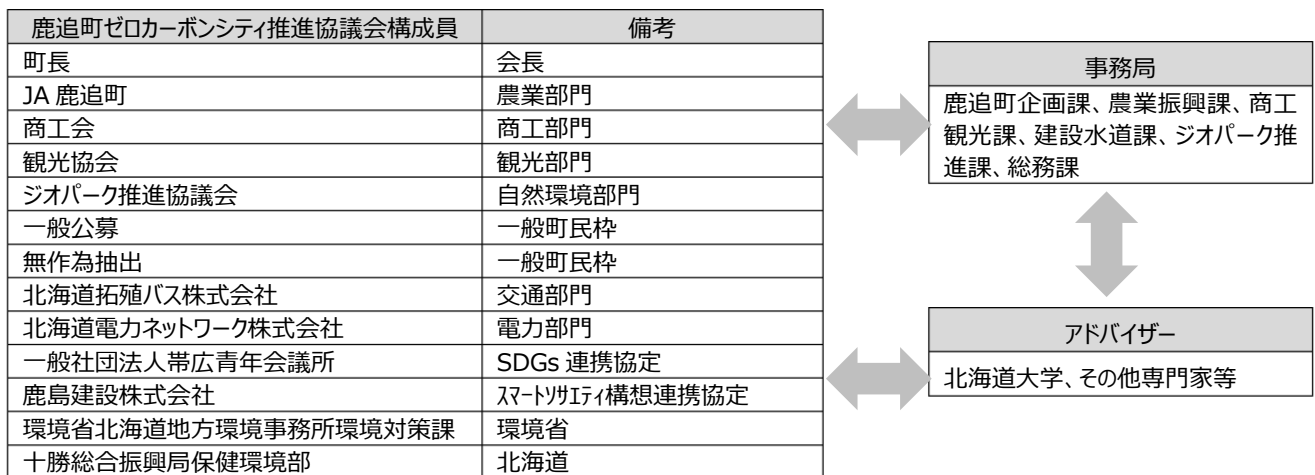 鹿追町ゼロカーボンシティ推進協議会構成員 備考
町長 会長
JA 鹿追町 農業部門
商工会 商工部門
観光協会 観光部門
ジオパーク推進協議会 自然環境部門
一般公募 一般町民枠
無作為抽出 一般町民枠
北海道拓殖バス株式会社 交通部門
北海道電力ネットワーク株式会社 電力部門
一般社団法人帯広青年会議所 SDGs 連携協定
鹿島建設株式会社 スマートソサエティ構想連携協定
環境省北海道地方環境事務所環境対策課 環境省
十勝総合振興局保健環境部 北海道
事務局
鹿追町企画課、農業振興課、商工
観光課、建設水道課、ジオパーク推
進課、総務課
アドバイザー
北海道大学、その他専門家等